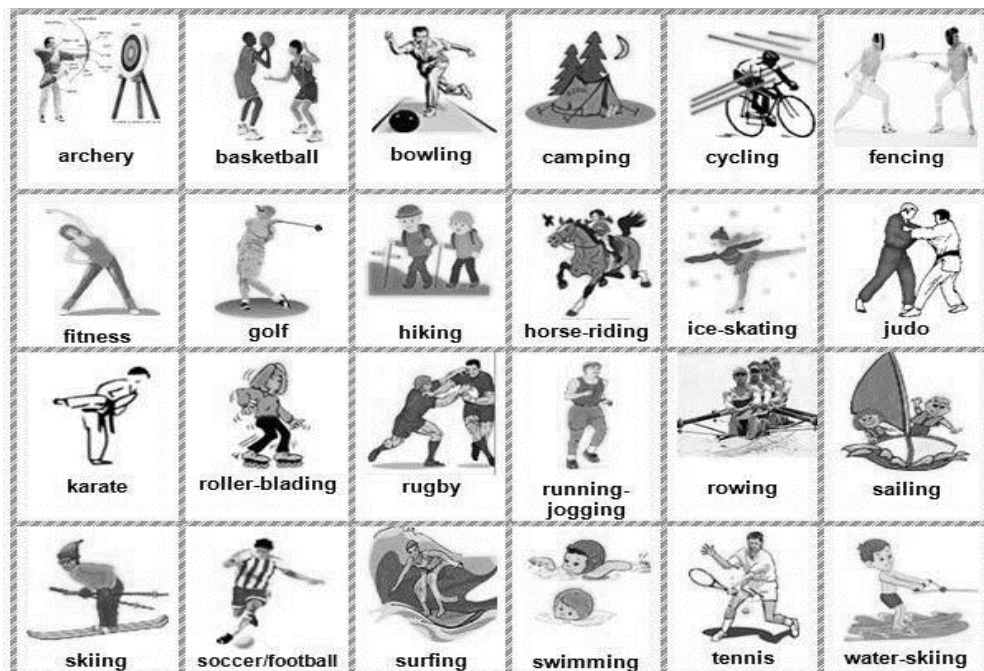 archery
basketball
bowling
camping
cycling
fencing
fitness
golf
hiking
horse-riding
ice-skating
judo
karate
roller-blading
rugby
running-
jogging
rowing
sailing
skiing
soccer/football
surfing
swimming
tennis
water-skiing